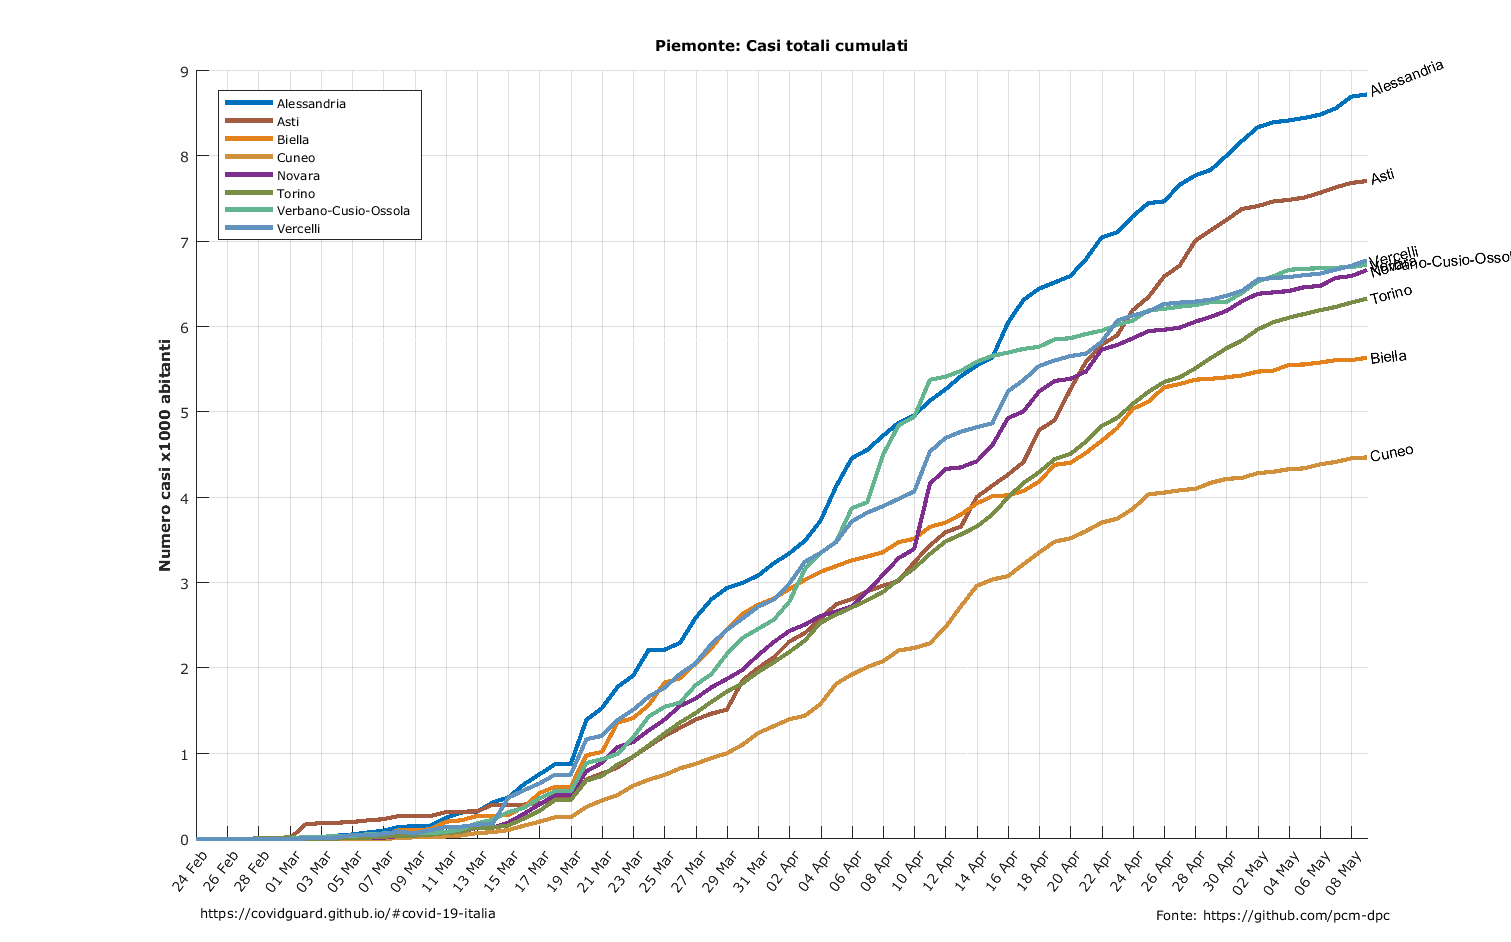 Piemonte: Casi totali cumulati
Numero casi x1000 abitanti
9
8
7
6
5
4
3
2
1
0
Alessandria
Asti
Biella
Cuneo
Novara
Torino
Verbano-Cusio-Ossola
Vercelli
Alessandria
Asti
Vercelli
Novara
Torino
Biella
Cuneo
24 Feb
26 Feb
28 Feb
01 Mar
03 Mar
05 Mar
07 Mar
09 Mar
11 Mar
13 Mar
15 Mar
17 Mar
19 Mar
21 Mar
23 Mar
25 Mar
27 Mar
29 Mar
31 Mar
02 Apr
04 Apr
06 Apr
08 Apr
10 Apr
12 Apr
14 Apr
16 Apr
18 Apr
20 Apr
22 Apr
24 Apr
26 Apr
28 Apr
30 Apr
02 May
04 May
06 May
08 May
https://covidguard.github.io/#covid-19-italia
Fonte: https://github.com/pcm-dpc